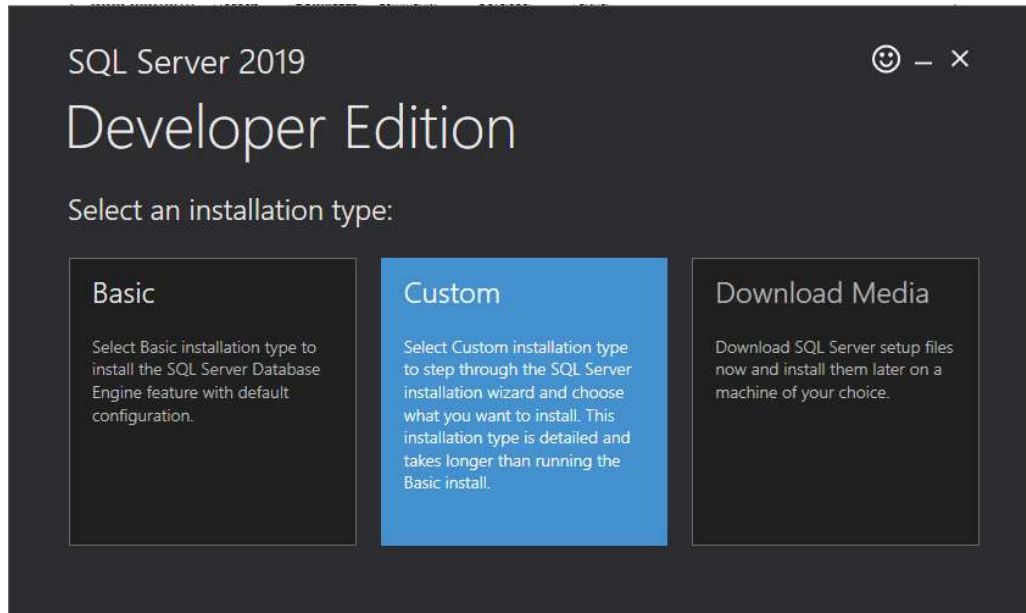 SQL Server 2019
Developer Edition
Select an installation type:
Basic
Select Basic installation type to
install the SQL Server Database
Engine feature with default
configuration.
Custom
Select Custom installation type
to step through the SQL Server
installation wizard and choose
what you want to install. This
installation type is detailed and
takes longer than running the
Basic install.
Download Media
Download SQL Server setup files
now and install them later on a
machine of your choice.